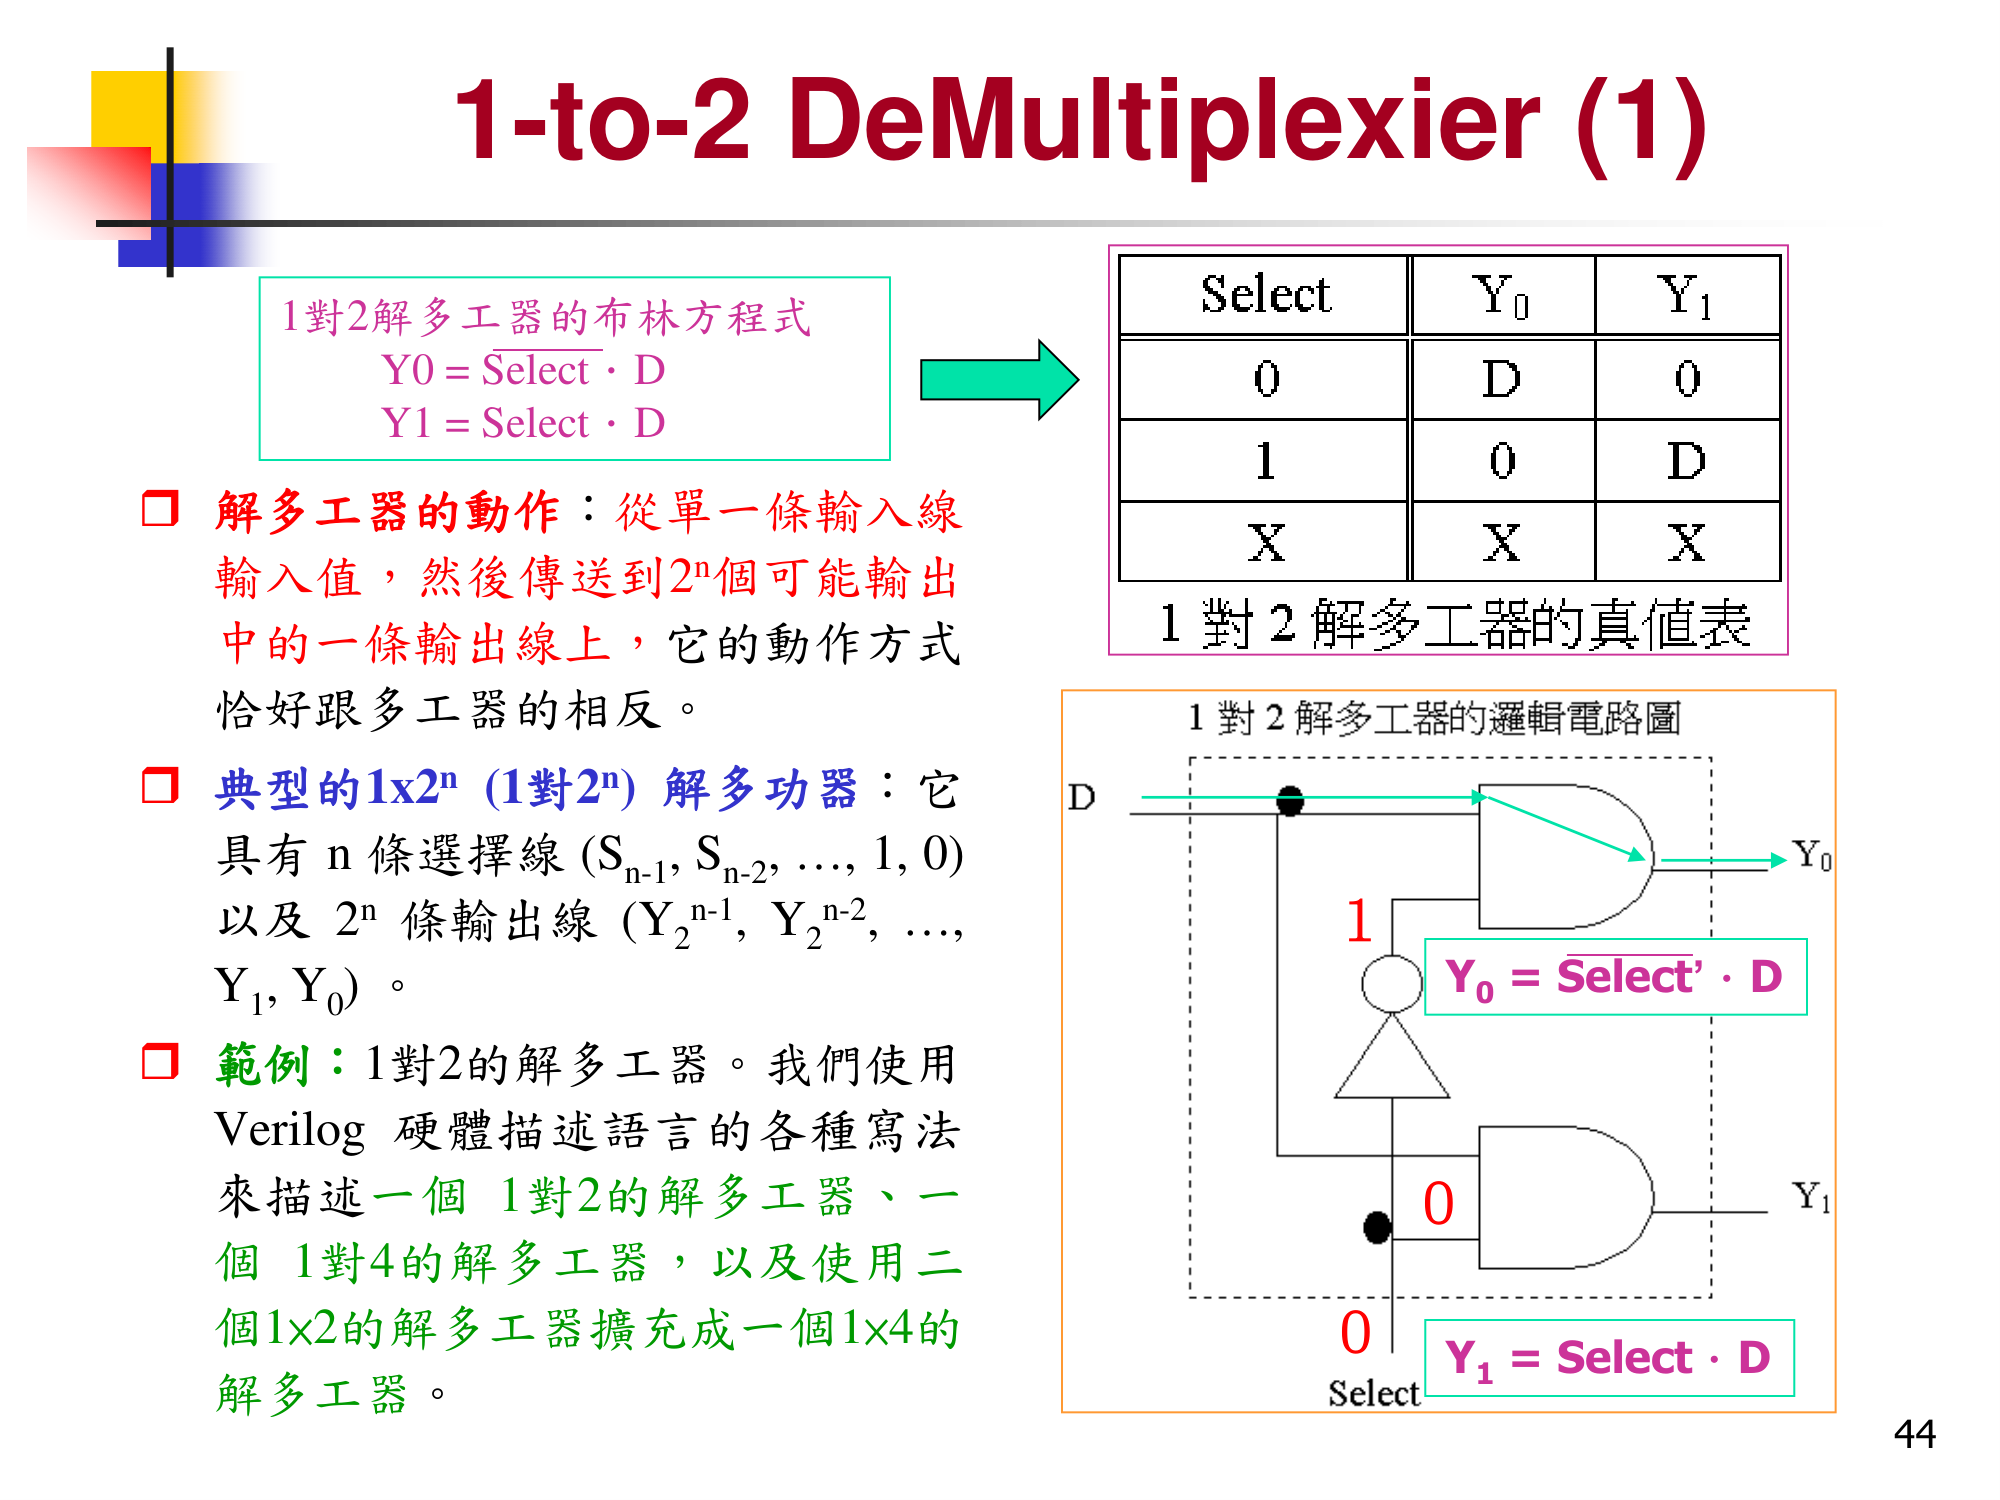 1-to-2 DeMultiplexier (1)
1對2解多工器的布林方程式
Y0 = S̅e̅l̅e̅c̅t̅ · D
Y1 = Select · D
Select Y₀ Y₁
0 D 0
1 0 D
X X X
1 對 2 解多工器的真值表
❒ 解多工器的動作：從單一條輸入線
輸入值，然後傳送到2ⁿ個可能輸出
中的一條輸出線上，它的動作方式
恰好跟多工器的相反。
❒ 典型的1x2ⁿ (1對2ⁿ) 解多功器：它
具有 n 條選擇線 (Sₙ₋₁, Sₙ₋₂, …, 1, 0)
以及 2ⁿ 條輸出線 (Y₂ⁿ⁻¹, Y₂ⁿ⁻², …,
Y₁, Y₀) 。
❒ 範例：1對2的解多工器。我們使用
Verilog 硬體描述語言的各種寫法
來描述一個 1對2的解多工器、一
個 1對4的解多工器，以及使用二
個1×2的解多工器擴充成一個1×4的
解多工器。
1 對 2 解多工器的邏輯電路圖
D
Y₀
1
Y₀ = S̅e̅l̅e̅c̅t̅’ · D
0
Y₁
0
Y₁ = Select · D
Select
44